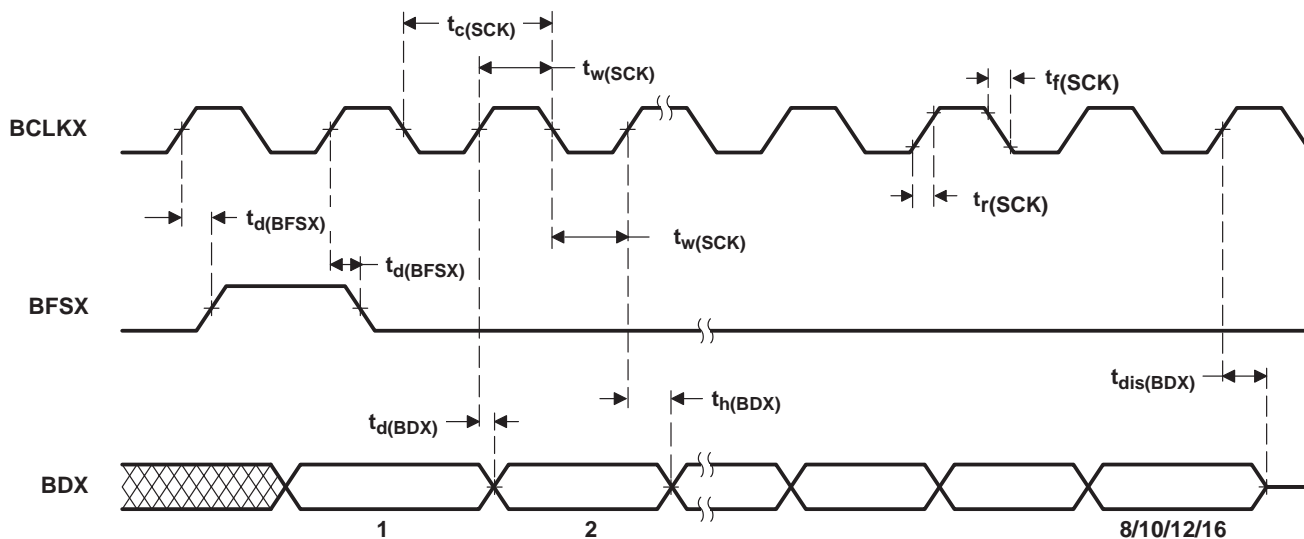 tc(SCK)
tw(SCK)
tf(SCK)
BCLKX
tr(SCK)
td(BFSX)
tw(SCK)
td(BFSX)
BFSX
tdis(BDX)
th(BDX)
td(BDX)
BDX
1
2
8/10/12/16